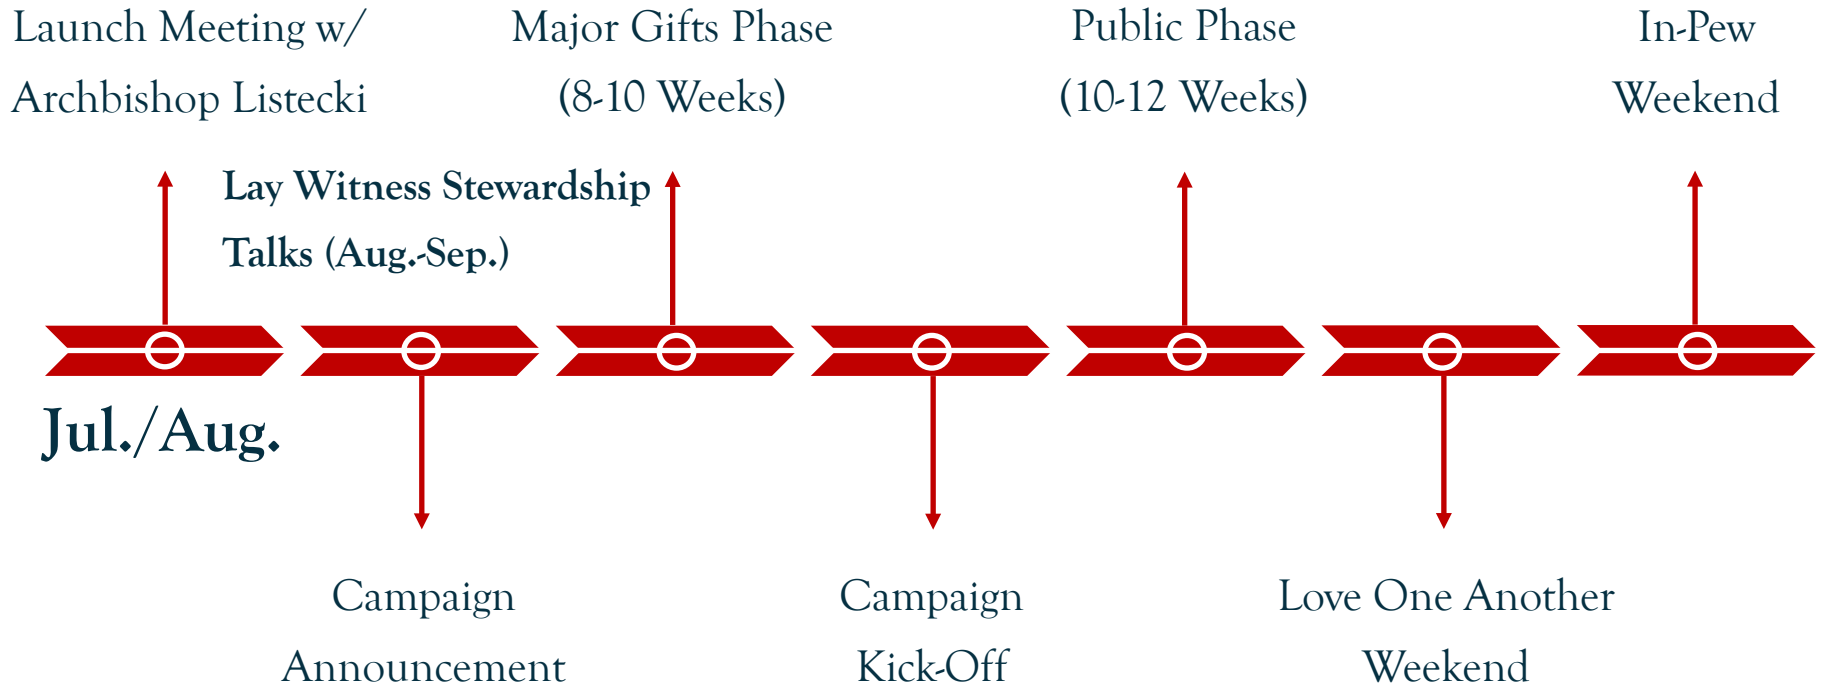 Launch Meeting w/
Archbishop Listecki
Major Gifts Phase
(8-10 Weeks)
Public Phase
(10-12 Weeks)
In-Pew
Weekend
Lay Witness Stewardship
Talks (Aug.-Sep.)
Jul./Aug.
Campaign
Announcement
Campaign
Kick-Off
Love One Another
Weekend